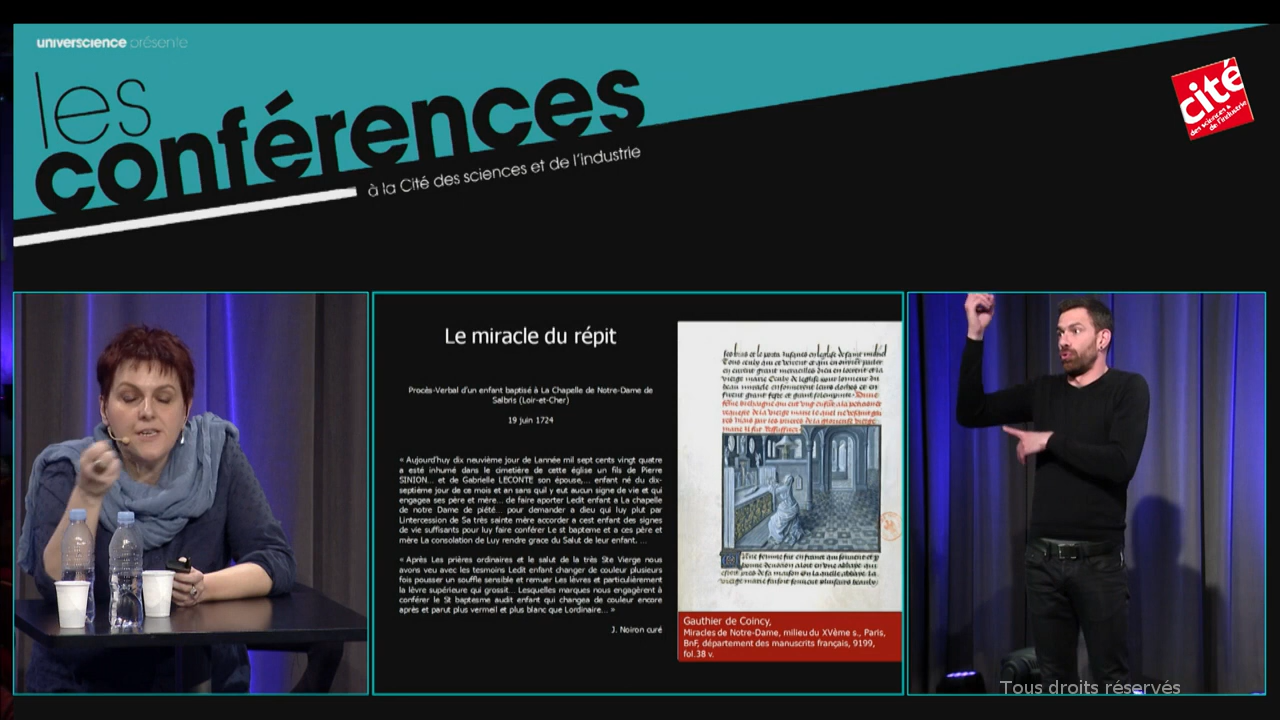 universcience présente
les
conférences
à la Cité des sciences et de l'industrie
cité
des sciences &
de l'industrie
Le miracle du répit
Procès-Verbal d'un enfant baptisé à La Chapelle de Notre-Dame de
Salbris (Loir-et-Cher)
19 juin 1724
« Aujourd'huy dix neuvième jour de Lannée mil sept cents vingt quatre
a esté inhumé dans le cimetière de cette église un fils de Pierre
SINION... et de Gabrielle LECONTE son épouse,... enfant né du dix-
septième jour de ce mois et an sans quil y eut aucun signe de vie et qui
engagea ses père et mère... de faire aporter Ledit enfant a La chapelle
de notre Dame de piété... pour demander a dieu qui luy plut par
Lintercession de Sa très sainte mère accorder a cest enfant des signes
de vie suffisants pour luy faire conférer Le st bapteme et a ces père et
mère La consolation de Luy rendre grace du Salut de leur enfant. ...
« Après Les prières ordinaires et le salut de la très Ste Vierge nous
avons veu avec les tesmoins Ledit enfant changer de couleur plusieurs
fois pousser un souffle sensible et remuer Les lèvres et particulièrement
la lèvre supérieure qui grossit... Lesquelles marques nous engagèrent à
conférer le St baptesme audit enfant qui changea de couleur encore
après et parut plus vermeil et plus blanc que Lordinaire... »
J. Noiron curé
Gauthier de Coincy,
Miracles de Notre-Dame, milieu du XVème s., Paris,
BnF, département des manuscrits français, 9199,
fol.38 v.
Tous droits réservés